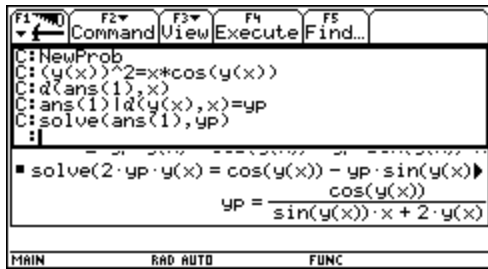 F1 F2 F3 F4 F5
Command View Execute Find...
C:NewProb
C:(y(x))^2=x*cos(y(x))
C:d(ans(1),x)
C:ans(1)|d(y(x),x)=yp
C:solve(ans(1),yp)
:
solve(2·yp·y(x) = cos(y(x)) - yp·sin(y(x)
yp = cos(y(x))
sin(y(x))·x + 2·y(x)
MAIN RAD AUTO FUNC